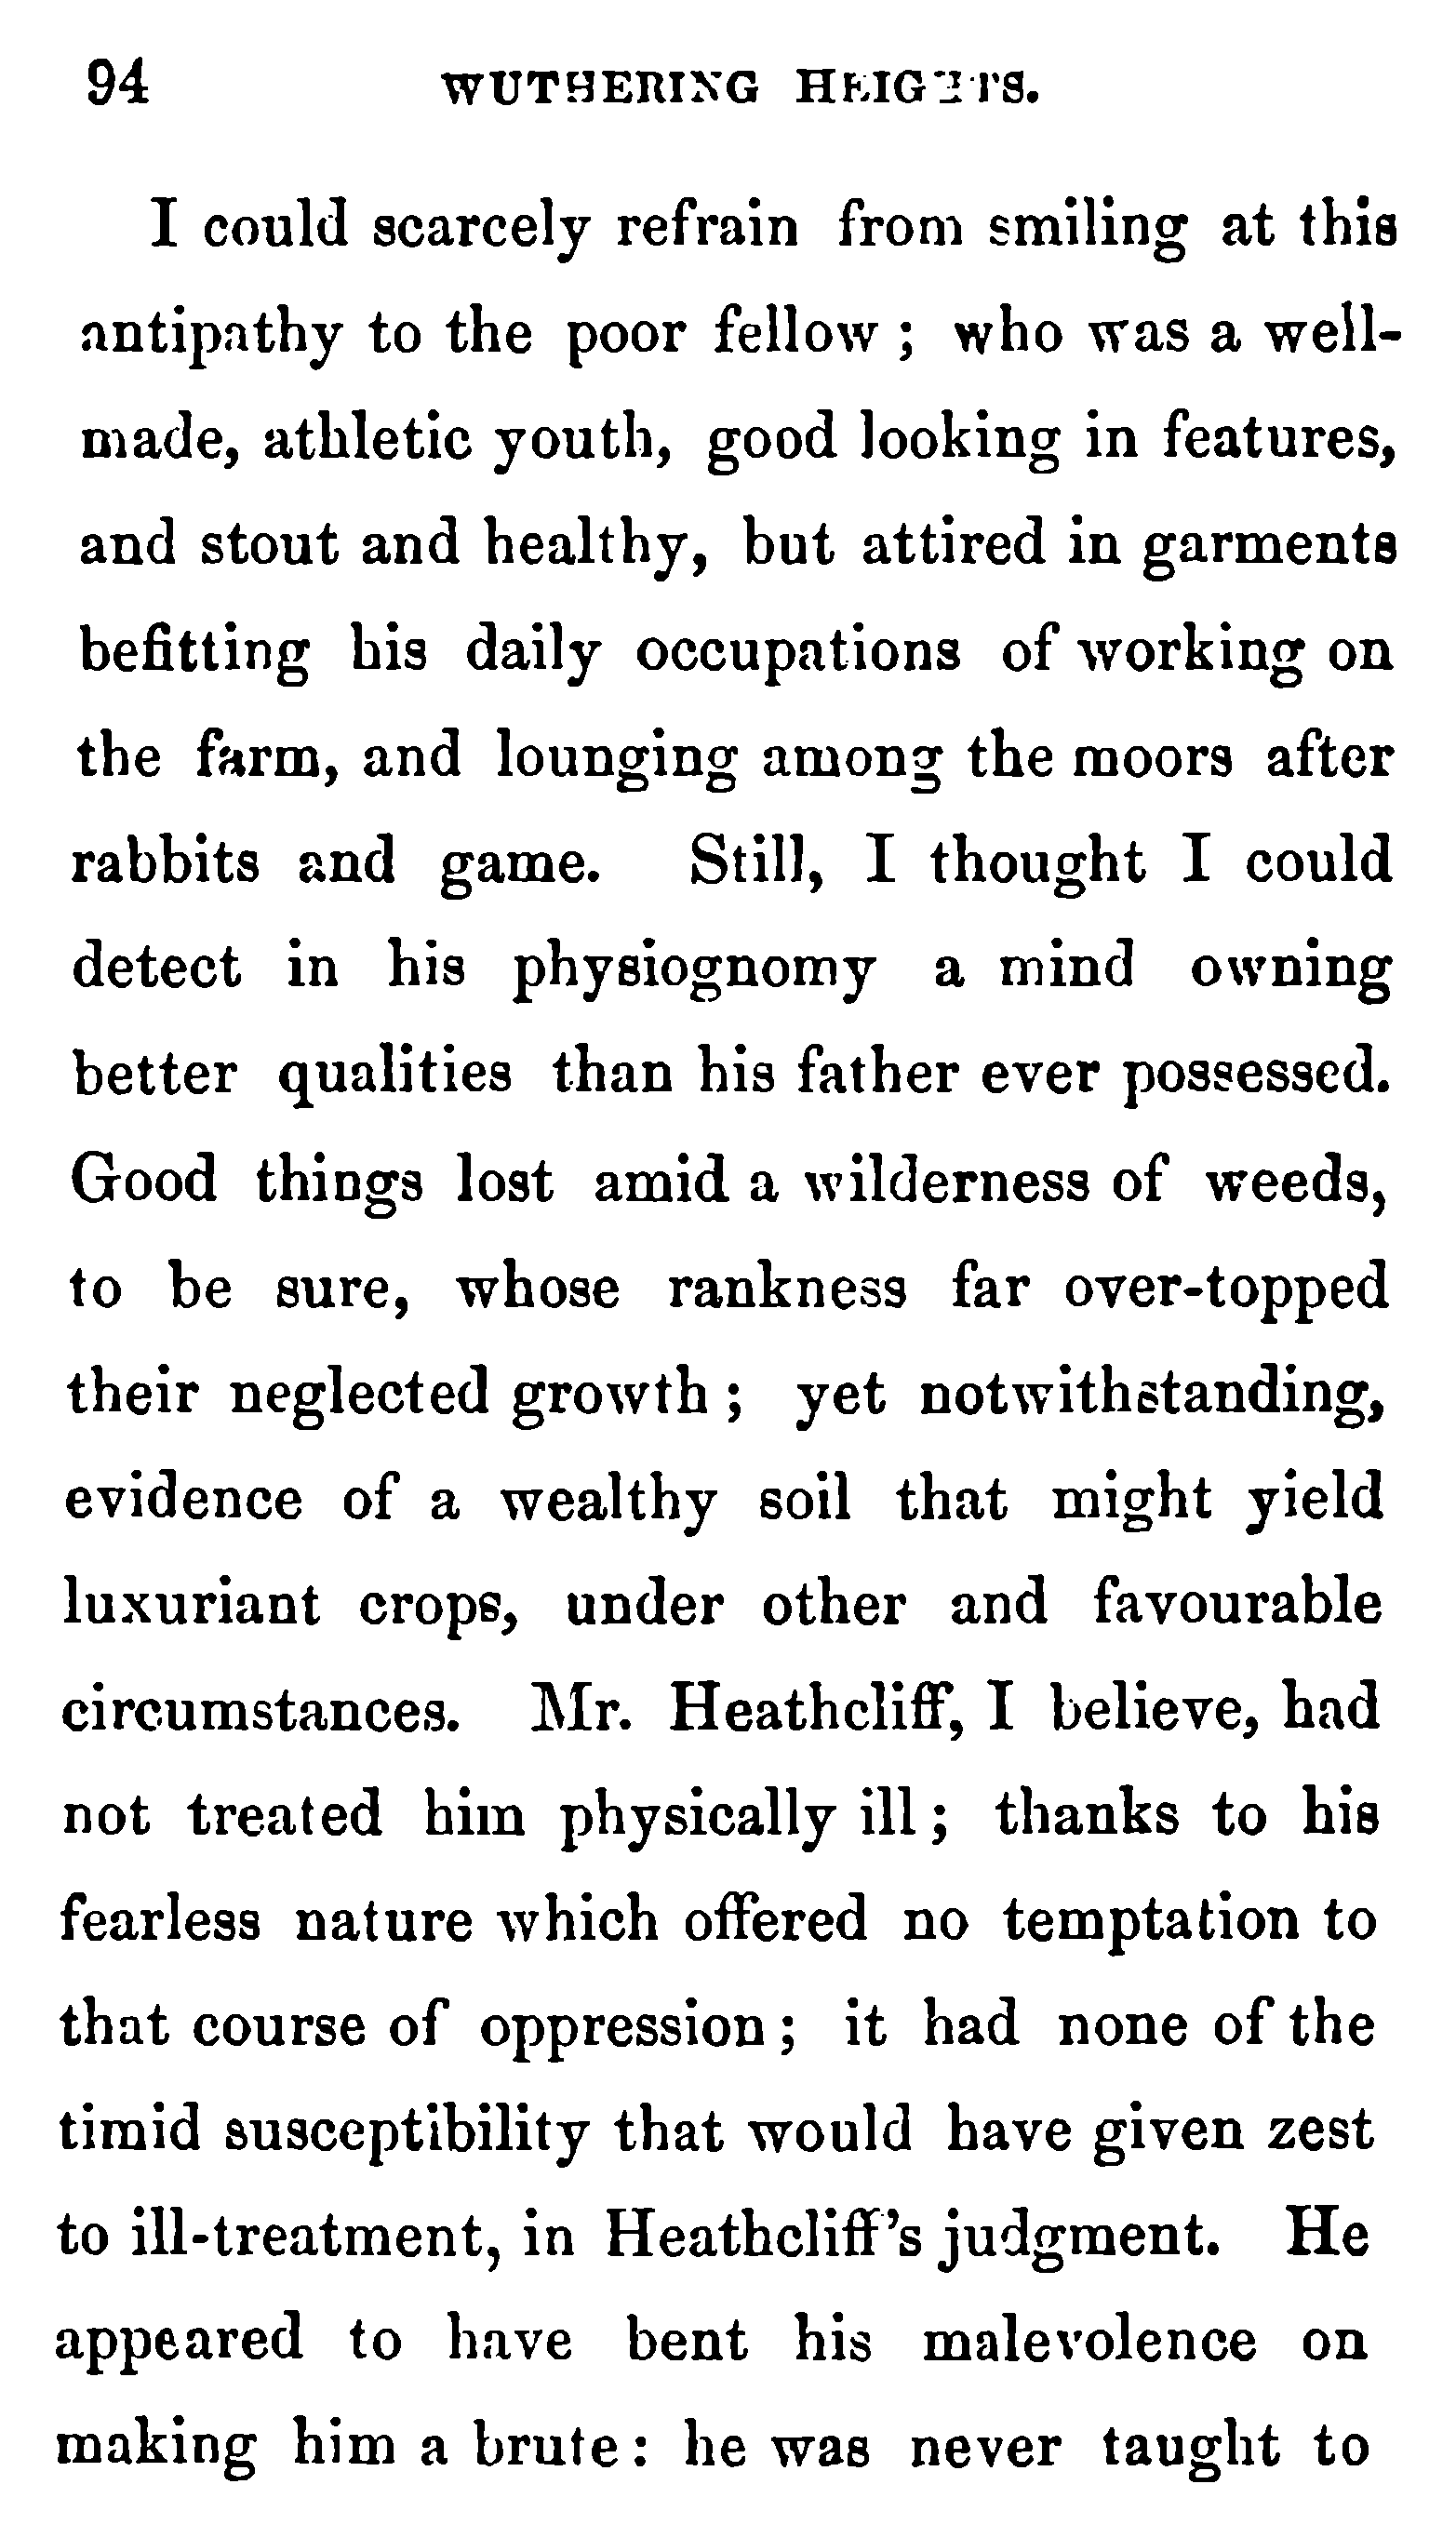 94 WUTHERING HEIGHTS.
I could scarcely refrain from smiling at this
antipathy to the poor fellow ; who was a well-
made, athletic youth, good looking in features,
and stout and healthy, but attired in garments
befitting his daily occupations of working on
the farm, and lounging among the moors after
rabbits and game. Still, I thought I could
detect in his physiognomy a mind owning
better qualities than his father ever possessed.
Good things lost amid a wilderness of weeds,
to be sure, whose rankness far over-topped
their neglected growth ; yet notwithstanding,
evidence of a wealthy soil that might yield
luxuriant crops, under other and favourable
circumstances. Mr. Heathcliff, I believe, had
not treated him physically ill ; thanks to his
fearless nature which offered no temptation to
that course of oppression ; it had none of the
timid susceptibility that would have given zest
to ill-treatment, in Heathcliff's judgment. He
appeared to have bent his malevolence on
making him a brute : he was never taught to